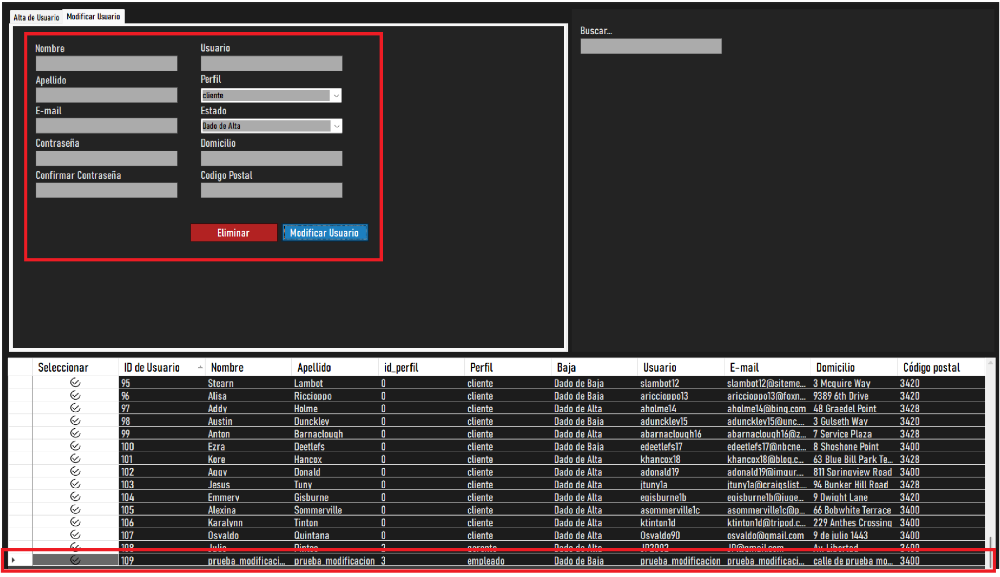 Alta de Usuario Modificar Usuario
Buscar...
Nombre Usuario
Apellido Perfil
cliente
E-mail Estado
Dado de Alta
Contraseña Domicilio
Confirmar Contraseña Codigo Postal
Eliminar Modificar Usuario
Seleccionar ID de Usuario Nombre Apellido id_perfil Perfil Baja Usuario E-mail Domicilio Código postal
95 Stearn Lambot 0 cliente Dado de Baja slambot12 slambot12@siteme... 3 Mcquire Way 3420
96 Alisa Riccioppo 0 cliente Dado de Baja ariccioppo13 ariccioppo13@foxn... 9389 6th Drive 3420
97 Addy Holme 0 cliente Dado de Alta aholme14 aholme14@bing.com 48 Graedel Point 3428
98 Austin Dunckley 0 cliente Dado de Baja adunckley15 adunckley15@unc.... 3 Gulseth Way 3420
99 Anton Barnaclough 0 cliente Dado de Alta abarnaclough16 abarnaclough16@z... 7 Service Plaza 3428
100 Ezra Deetlefs 0 cliente Dado de Baja edeetlefs17 edeetlefs17@nbcne... 8 Shoshone Point 3400
101 Kore Hancox 0 cliente Dado de Alta khancox18 khancox18@blog.c... 63 Blue Bill Park Te... 3428
102 Aggy Donald 0 cliente Dado de Alta adonald19 adonald19@imgur.... 811 Springview Road 3400
103 Jesus Tuny 0 cliente Dado de Alta jtuny1a jtuny1a@craigslist.... 94 Bunker Hill Road 3428
104 Emmery Gisburne 0 cliente Dado de Alta egisburne1b egisburne1b@juge... 9 Dwight Lane 3420
105 Alexina Sommerville 0 cliente Dado de Alta asommerville1c asommerville1c@p... 66 Bobwhite Terrace 3400
106 Karalynn Tinton 0 cliente Dado de Alta ktinton1d ktinton1d@tripod.c... 229 Anthes Crossing 3400
107 Osvaldo Quintana 0 cliente Dado de Alta Osvaldo90 osvaldo@gmail.com 9 de julio 1443 3400
108 Julio Pintos 2 gerente Dado de Alta JP2002 JP@gmail.com Av. Libertad 3400
109 prueba_modificaci... prueba_modificacion 3 empleado Dado de Baja prueba_modificacion prueba_modificaci... calle de prueba mo... 3400